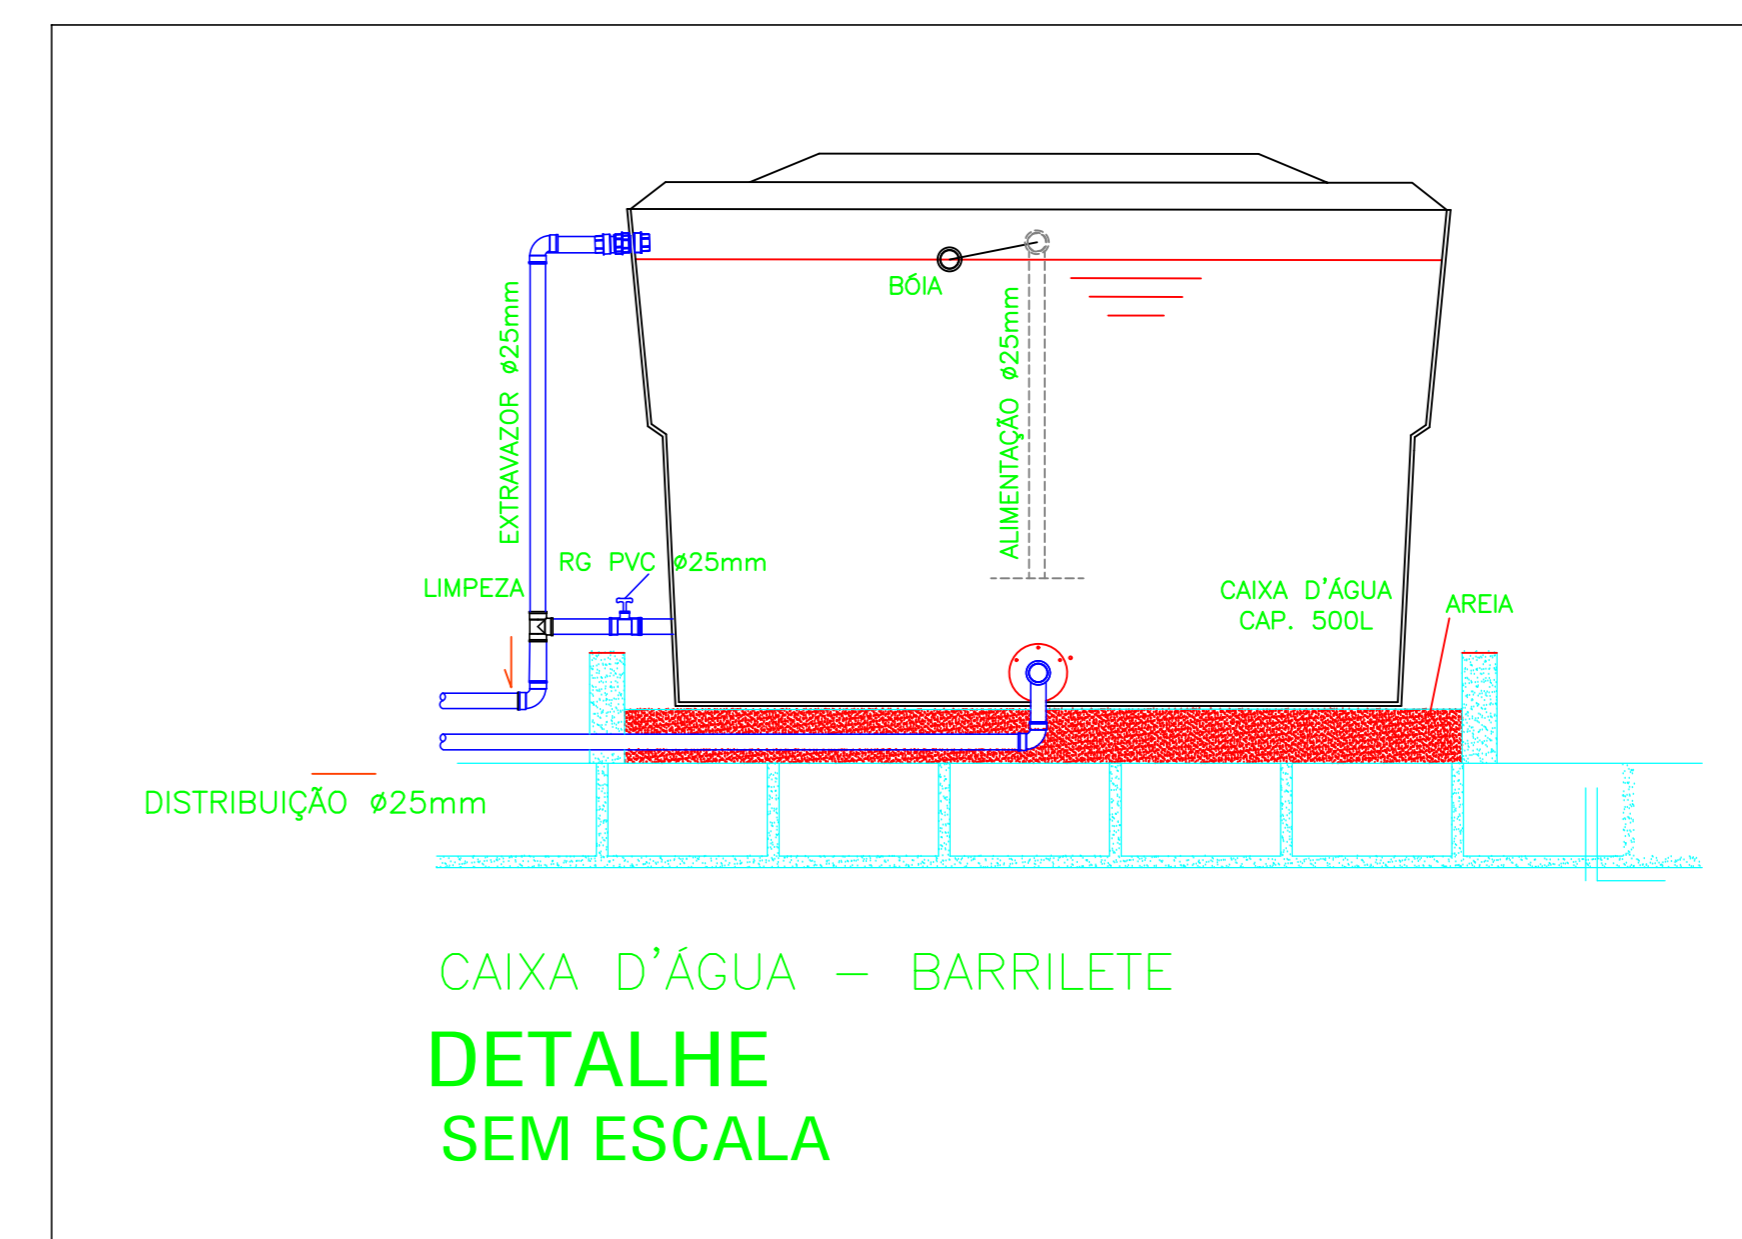 BÓIA
EXTRAVAZOR ø25mm
ALIMENTAÇÃO ø25mm
RG PVC ø25mm
LIMPEZA
CAIXA D'ÁGUA
CAP. 500L
AREIA
DISTRIBUIÇÃO ø25mm
CAIXA D'ÁGUA – BARRILETE
DETALHE
SEM ESCALA